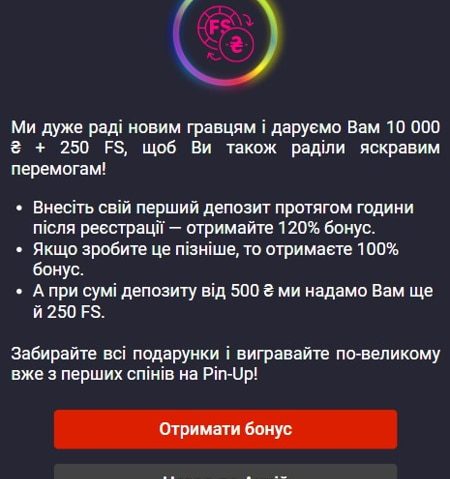 FS
₴
Ми дуже раді новим гравцям і даруємо Вам 10 000
₴ + 250 FS, щоб Ви також раділи яскравим
перемогам!
• Внесіть свій перший депозит протягом години
після реєстрації — отримайте 120% бонус.
• Якщо зробите це пізніше, то отримаєте 100%
бонус.
• А при сумі депозиту від 500 ₴ ми надамо Вам ще
й 250 FS.
Забирайте всі подарунки і вигравайте по-великому
вже з перших спінів на Pin-Up!
Отримати бонус